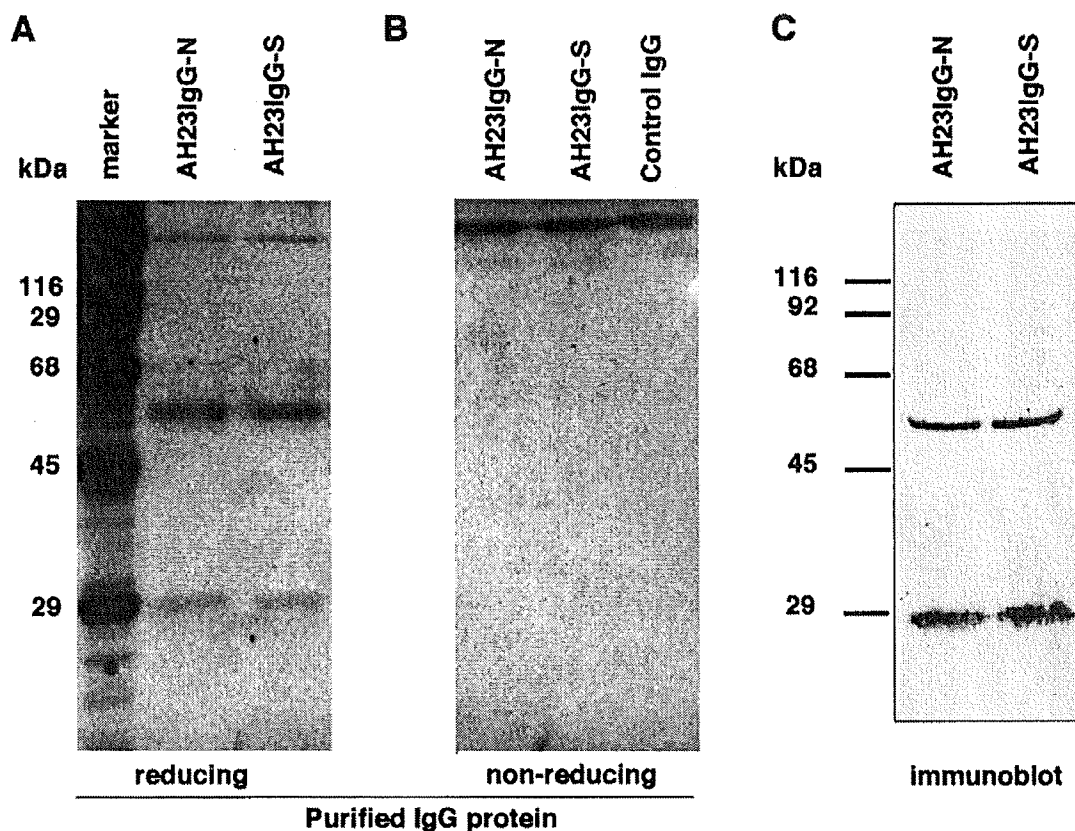 A
kDa
marker
AH23IgG-N
AH23IgG-S
116
29
68
45
29
reducing
B
AH23IgG-N
AH23IgG-S
Control IgG
non-reducing
Purified IgG protein
C
kDa
AH23IgG-N
AH23IgG-S
116
92
68
45
29
immunoblot